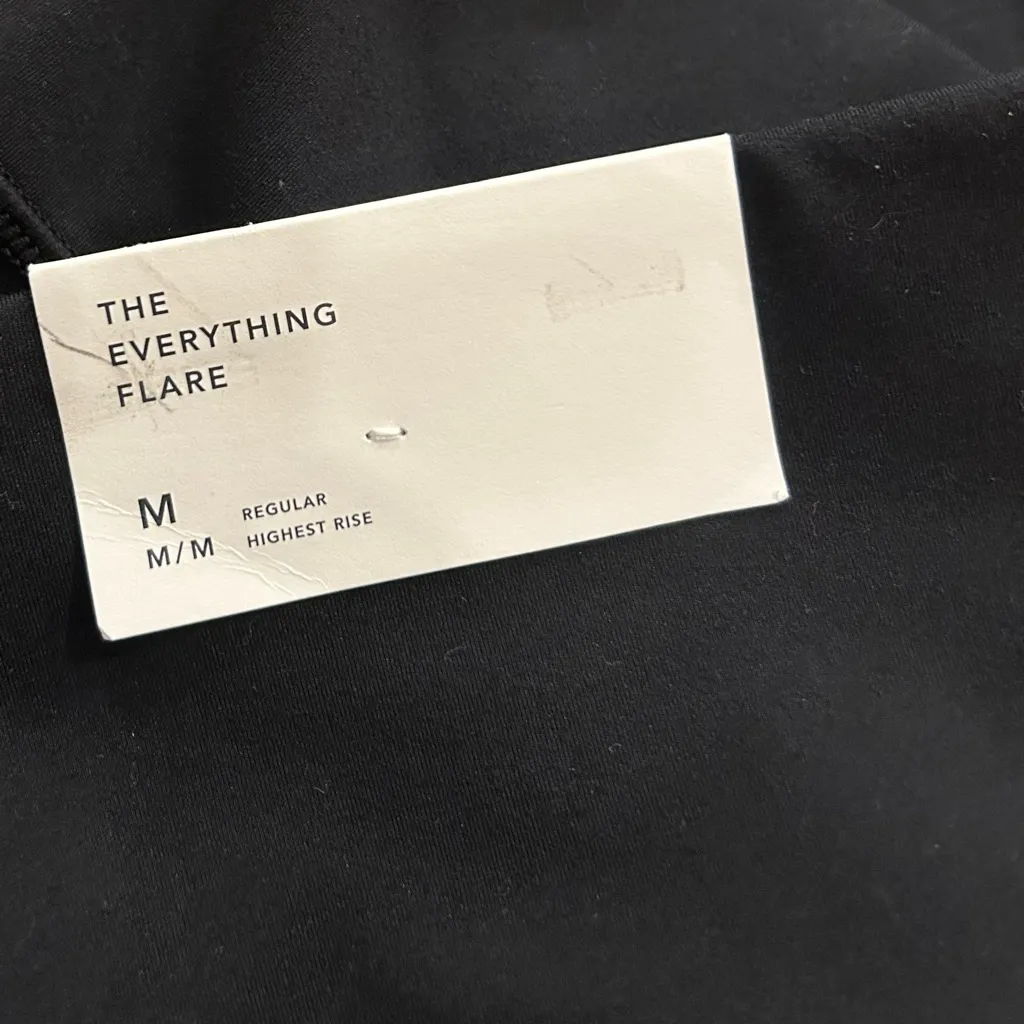 THE
EVERYTHING
FLARE
M
M/M
REGULAR
HIGHEST RISE